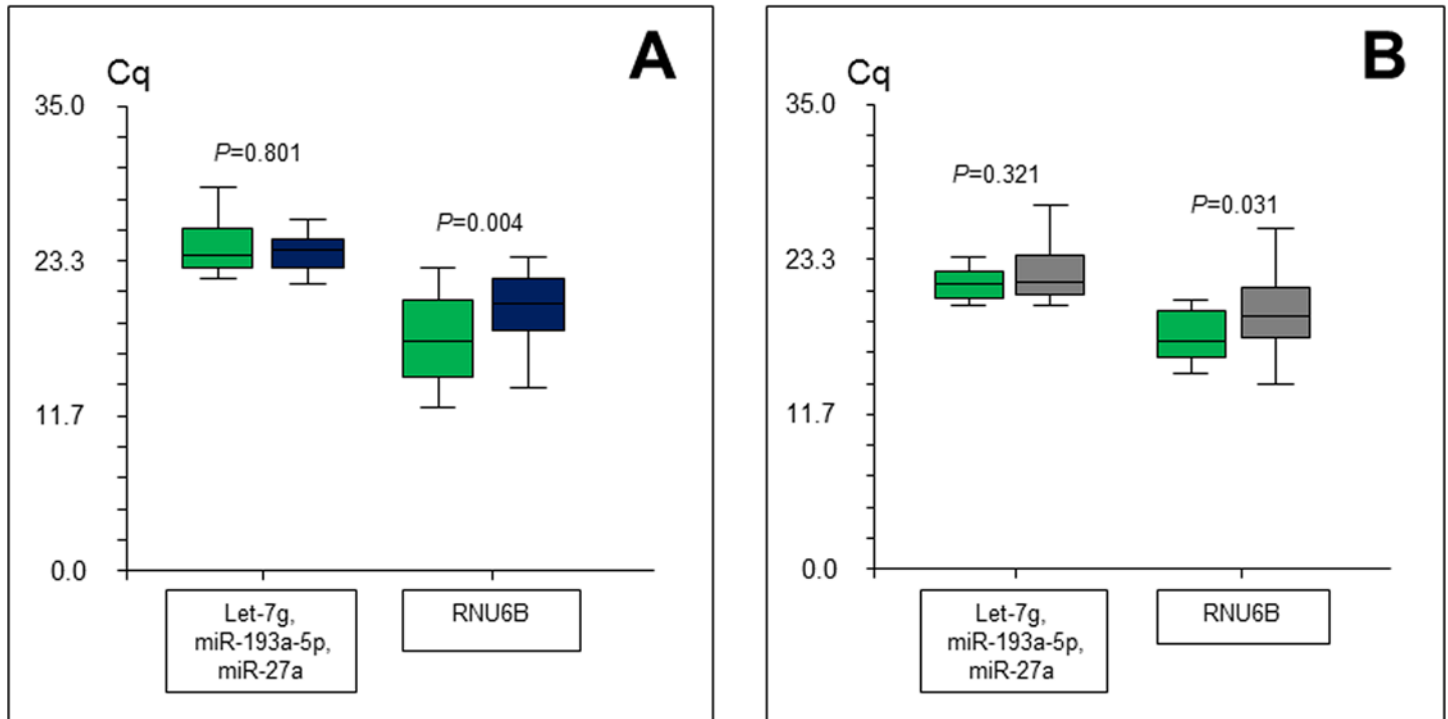 A
Cq
35.0
P=0.801
P=0.004
23.3
11.7
0.0
Let-7g,
miR-193a-5p,
miR-27a
RNU6B
B
Cq
35.0
P=0.321
P=0.031
23.3
11.7
0.0
Let-7g,
miR-193a-5p,
miR-27a
RNU6B